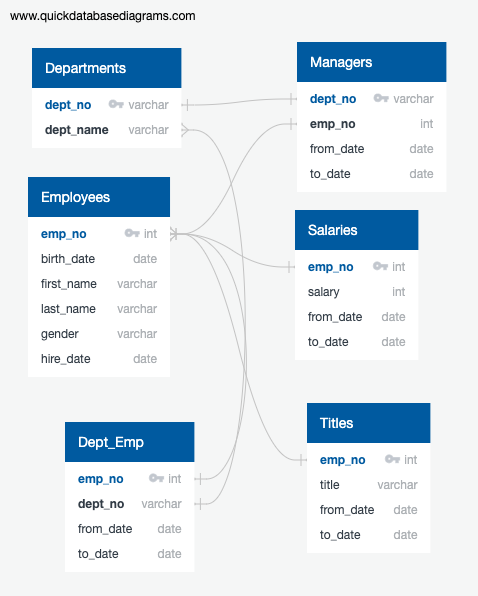 www.quickdatabasediagrams.com
Departments
dept_no varchar
dept_name varchar
Managers
dept_no varchar
emp_no int
from_date date
to_date date
Employees
emp_no int
birth_date date
first_name varchar
last_name varchar
gender varchar
hire_date date
Salaries
emp_no int
salary int
from_date date
to_date date
Dept_Emp
emp_no int
dept_no varchar
from_date date
to_date date
Titles
emp_no int
title varchar
from_date date
to_date date